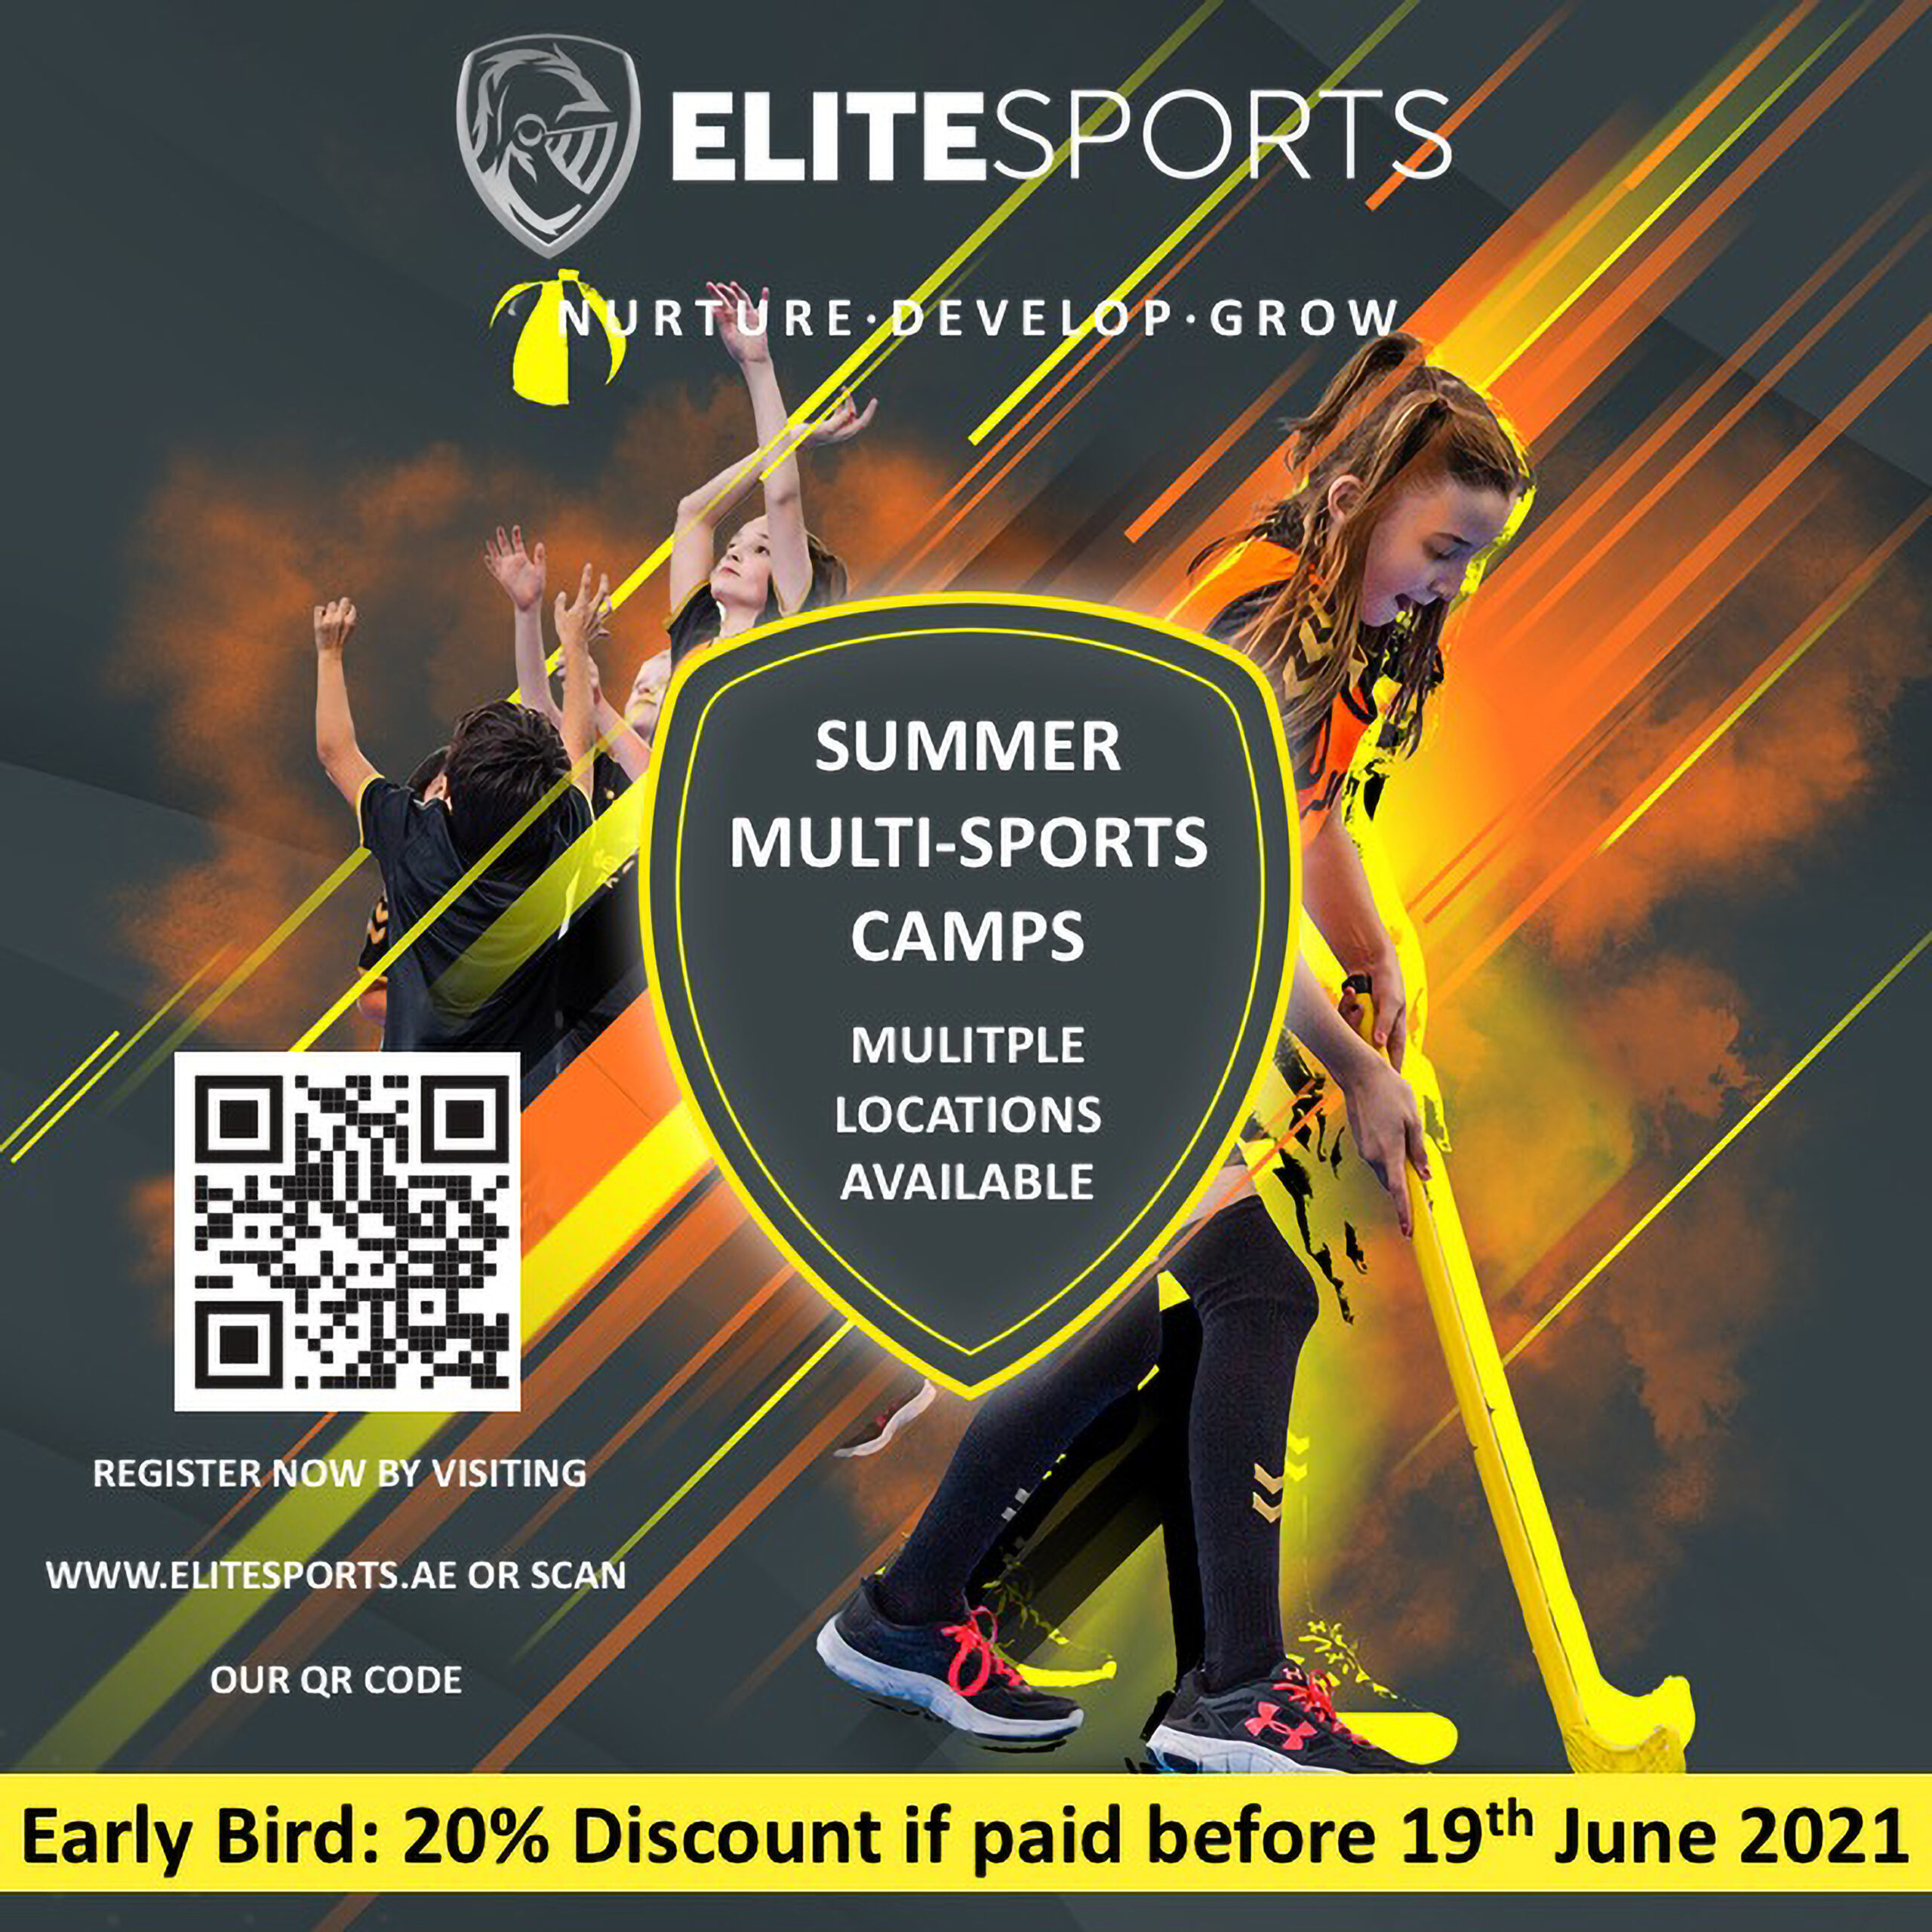 ELITESPORTS
NURTURE·DEVELOP·GROW
SUMMER
MULTI-SPORTS
CAMPS
MULITPLE
LOCATIONS
AVAILABLE
REGISTER NOW BY VISITING
WWW.ELITESPORTS.AE OR SCAN
OUR QR CODE
Early Bird: 20% Discount if paid before 19th June 2021